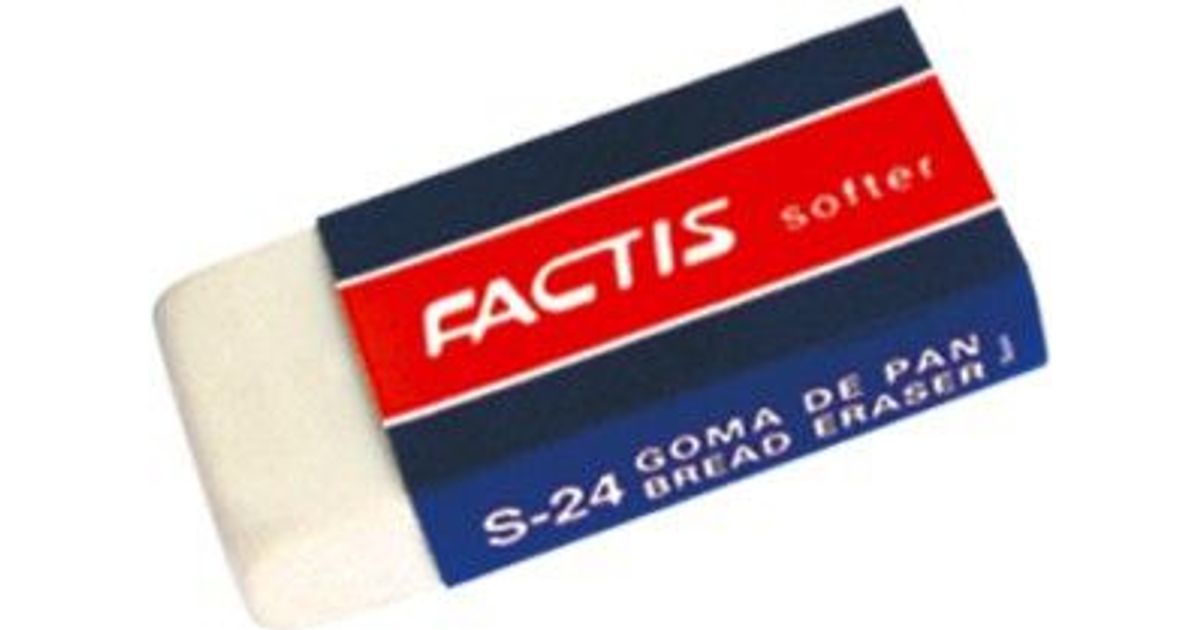 FACTIS softer
S-24 GOMA DE PAN
BREAD ERASER